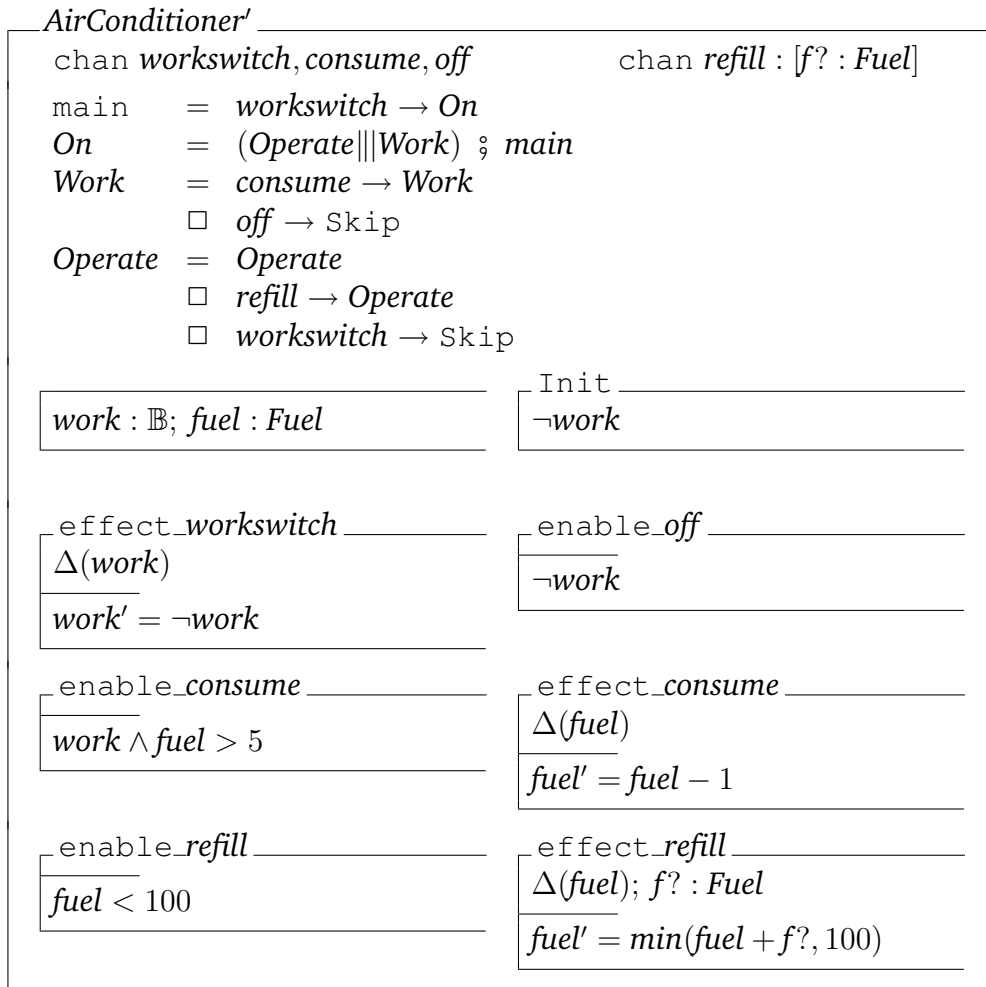 AirConditioner′
chan workswitch, consume, off chan refill : [f? : Fuel]
main = workswitch → On
On = (Operate|||Work) ⨟ main
Work = consume → Work
□ off → Skip
Operate = Operate
□ refill → Operate
□ workswitch → Skip
work : 𝔹; fuel : Fuel
Init
¬work
effect_workswitch
Δ(work)
work′ = ¬work
enable_off
¬work
enable_consume
work ∧ fuel > 5
effect_consume
Δ(fuel)
fuel′ = fuel − 1
enable_refill
fuel < 100
effect_refill
Δ(fuel); f? : Fuel
fuel′ = min(fuel + f?, 100)